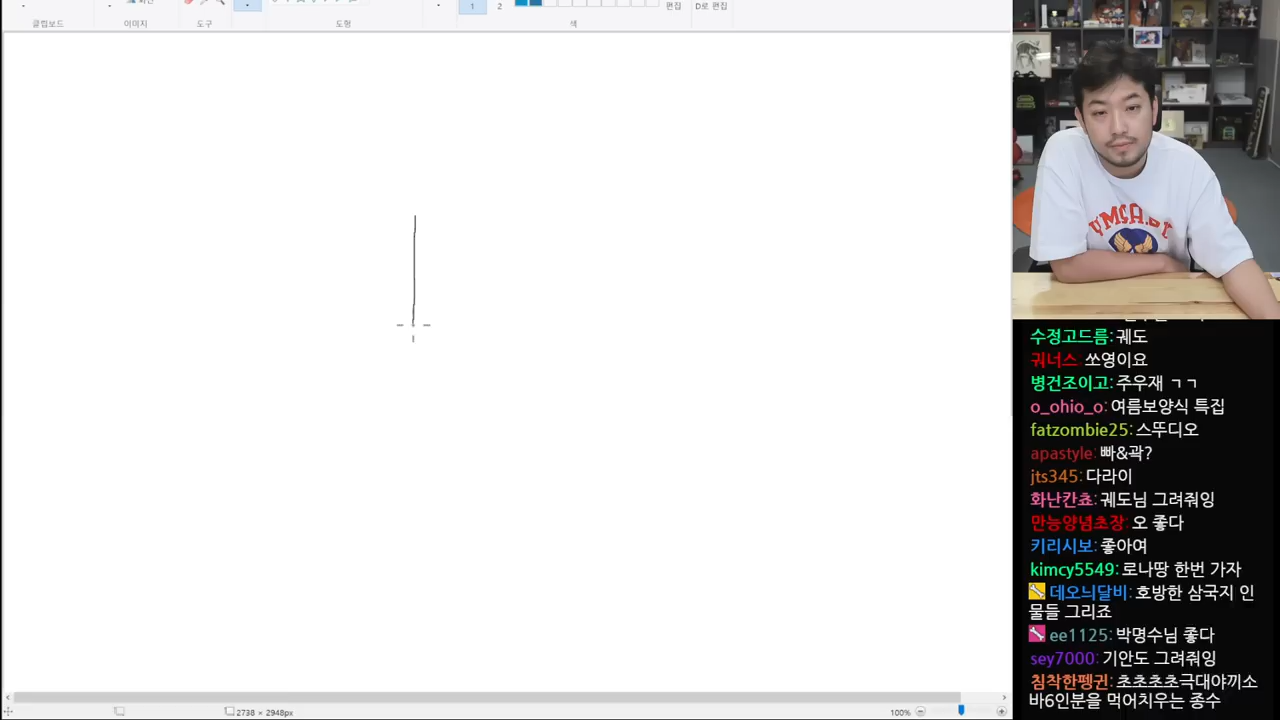 편집
D로 편집
클립보드
이미지
도구
도형
1
2
색
수정고드름: 궤도
궈너스: 쏘영이요
병건조이고: 주우재 ㄱㄱ
o_ohio_o: 여름보양식 특집
fatzombie25: 스뚜디오
apastyle: 빠&곽?
jts345: 다라이
화난칸쵸: 궤도님 그려줘잉
만능양념초장: 오 좋다
키리시보: 좋아여
kimcy5549: 로나땅 한번 가자
데오늬달비: 호방한 삼국지 인
물들 그리죠
ee1125: 박명수님 좋다
sey7000: 기안도 그려줘잉
침착한펭귄: 초초초초극대야끼소
바6인분을 먹어치우는 종수
2738 × 2948px
100%